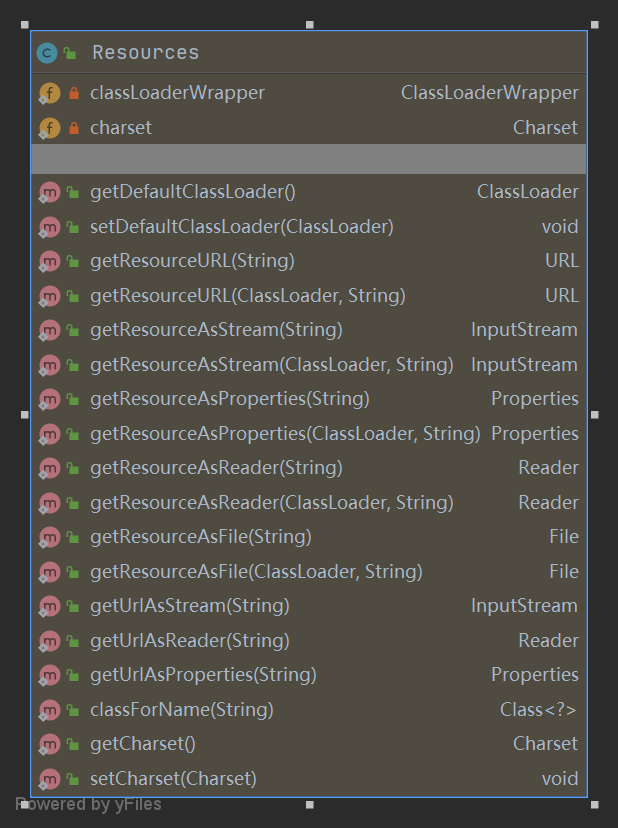 Resources
classLoaderWrapper ClassLoaderWrapper
charset Charset
getDefaultClassLoader() ClassLoader
setDefaultClassLoader(ClassLoader) void
getResourceURL(String) URL
getResourceURL(ClassLoader, String) URL
getResourceAsStream(String) InputStream
getResourceAsStream(ClassLoader, String) InputStream
getResourceAsProperties(String) Properties
getResourceAsProperties(ClassLoader, String) Properties
getResourceAsReader(String) Reader
getResourceAsReader(ClassLoader, String) Reader
getResourceAsFile(String) File
getResourceAsFile(ClassLoader, String) File
getUrlAsStream(String) InputStream
getUrlAsReader(String) Reader
getUrlAsProperties(String) Properties
classForName(String) Class<?>
getCharset() Charset
setCharset(Charset) void
Powered by yFiles